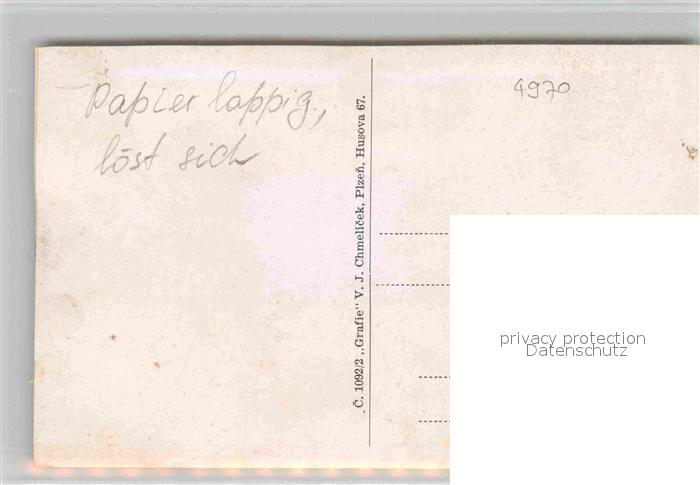 Papier lappig,
löst sich
4970
Č. 1092/2 „Grafie" V. J. Chmelíček, Plzeň, Husova 67.
privacy protection
Datenschutz